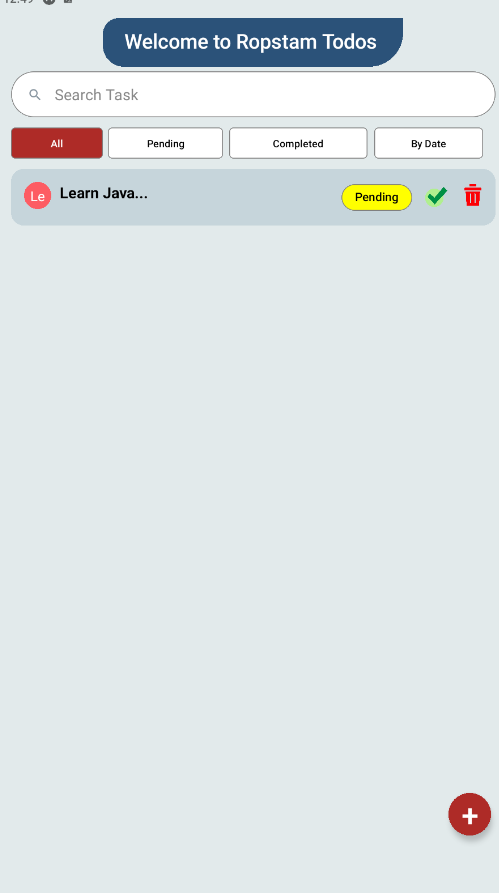 12:49
Welcome to Ropstam Todos
Search Task
All Pending Completed By Date
Le Learn Java... Pending
+